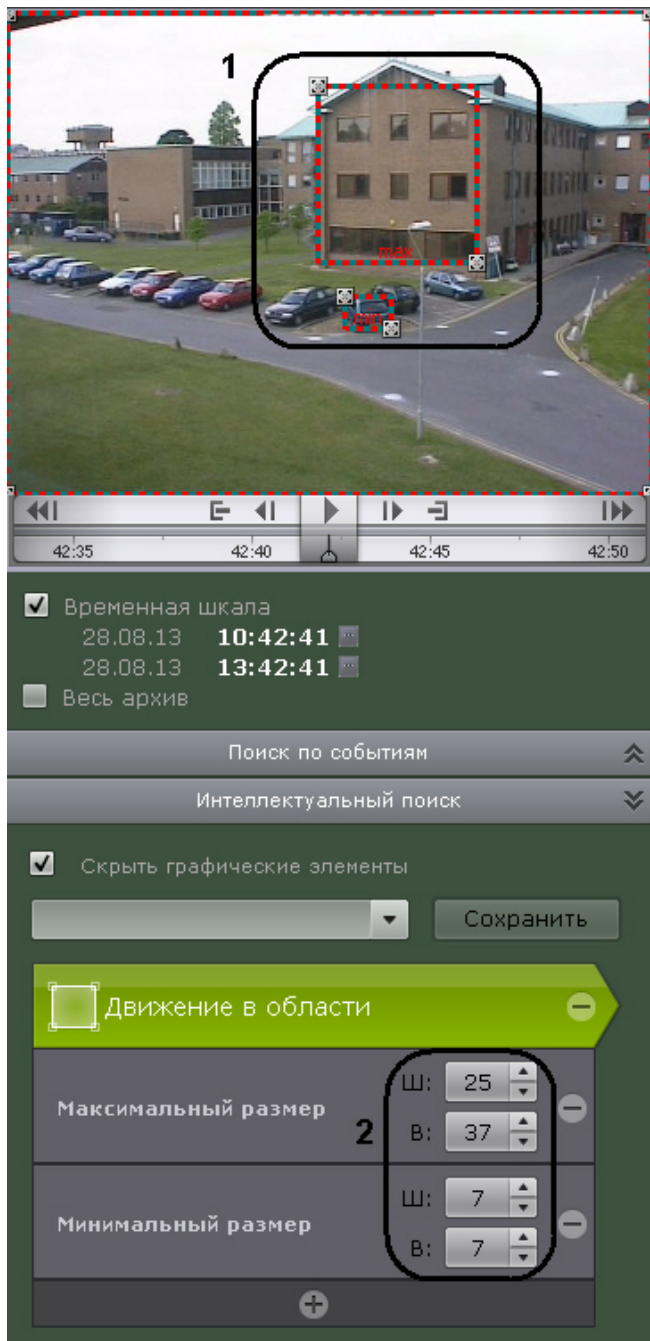 1
max
min
42:35 42:40 42:45 42:50
Временная шкала
28.08.13 10:42:41
28.08.13 13:42:41
Весь архив
Поиск по событиям
Интеллектуальный поиск
Скрыть графические элементы
Сохранить
Движение в области
Максимальный размер
Ш: 25
В: 37
2
Минимальный размер
Ш: 7
В: 7